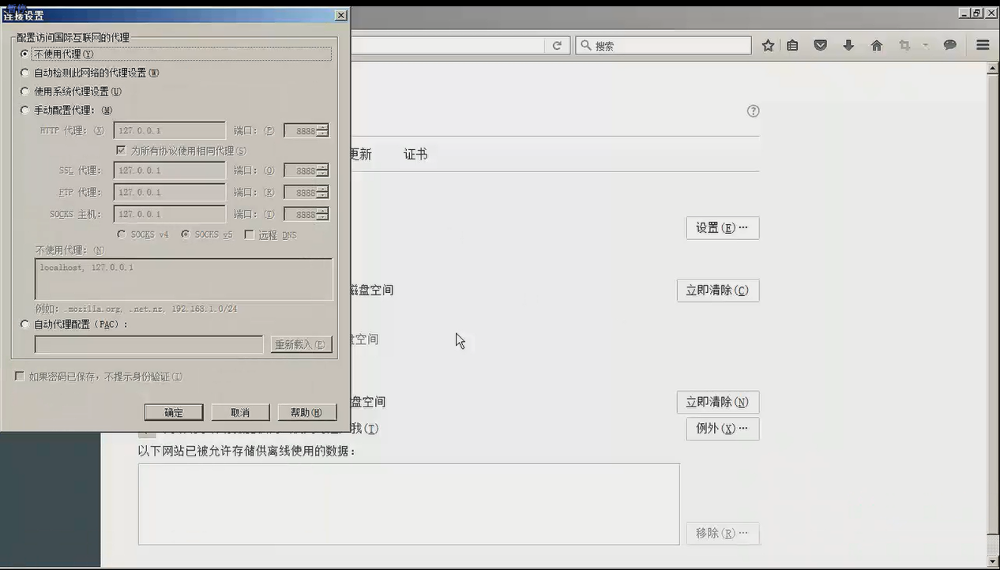 暂停
连接设置
搜索
配置访问国际互联网的代理
不使用代理(Y)
自动检测此网络的代理设置(W)
使用系统代理设置(U)
手动配置代理：(M)
HTTP 代理：(X) 127.0.0.1 端口：(P) 8888
为所有协议使用相同代理(S)
SSL 代理： 127.0.0.1 端口：(O) 8888
FTP 代理： 127.0.0.1 端口：(R) 8888
SOCKS 主机： 127.0.0.1 端口：(T) 8888
SOCKS v4 SOCKS v5 远程 DNS
不使用代理：(N)
localhost, 127.0.0.1
例如：.mozilla.org, .net.nz, 192.168.1.0/24
自动代理配置（PAC）：
重新载入(E)
如果密码已保存，不提示身份验证(I)
确定 取消 帮助(H)
更新 证书
设置(E)…
磁盘空间 立即清除(C)
盘空间
盘空间 立即清除(N)
我(T) 例外(X)…
以下网站已被允许存储供离线使用的数据：
移除(R)…